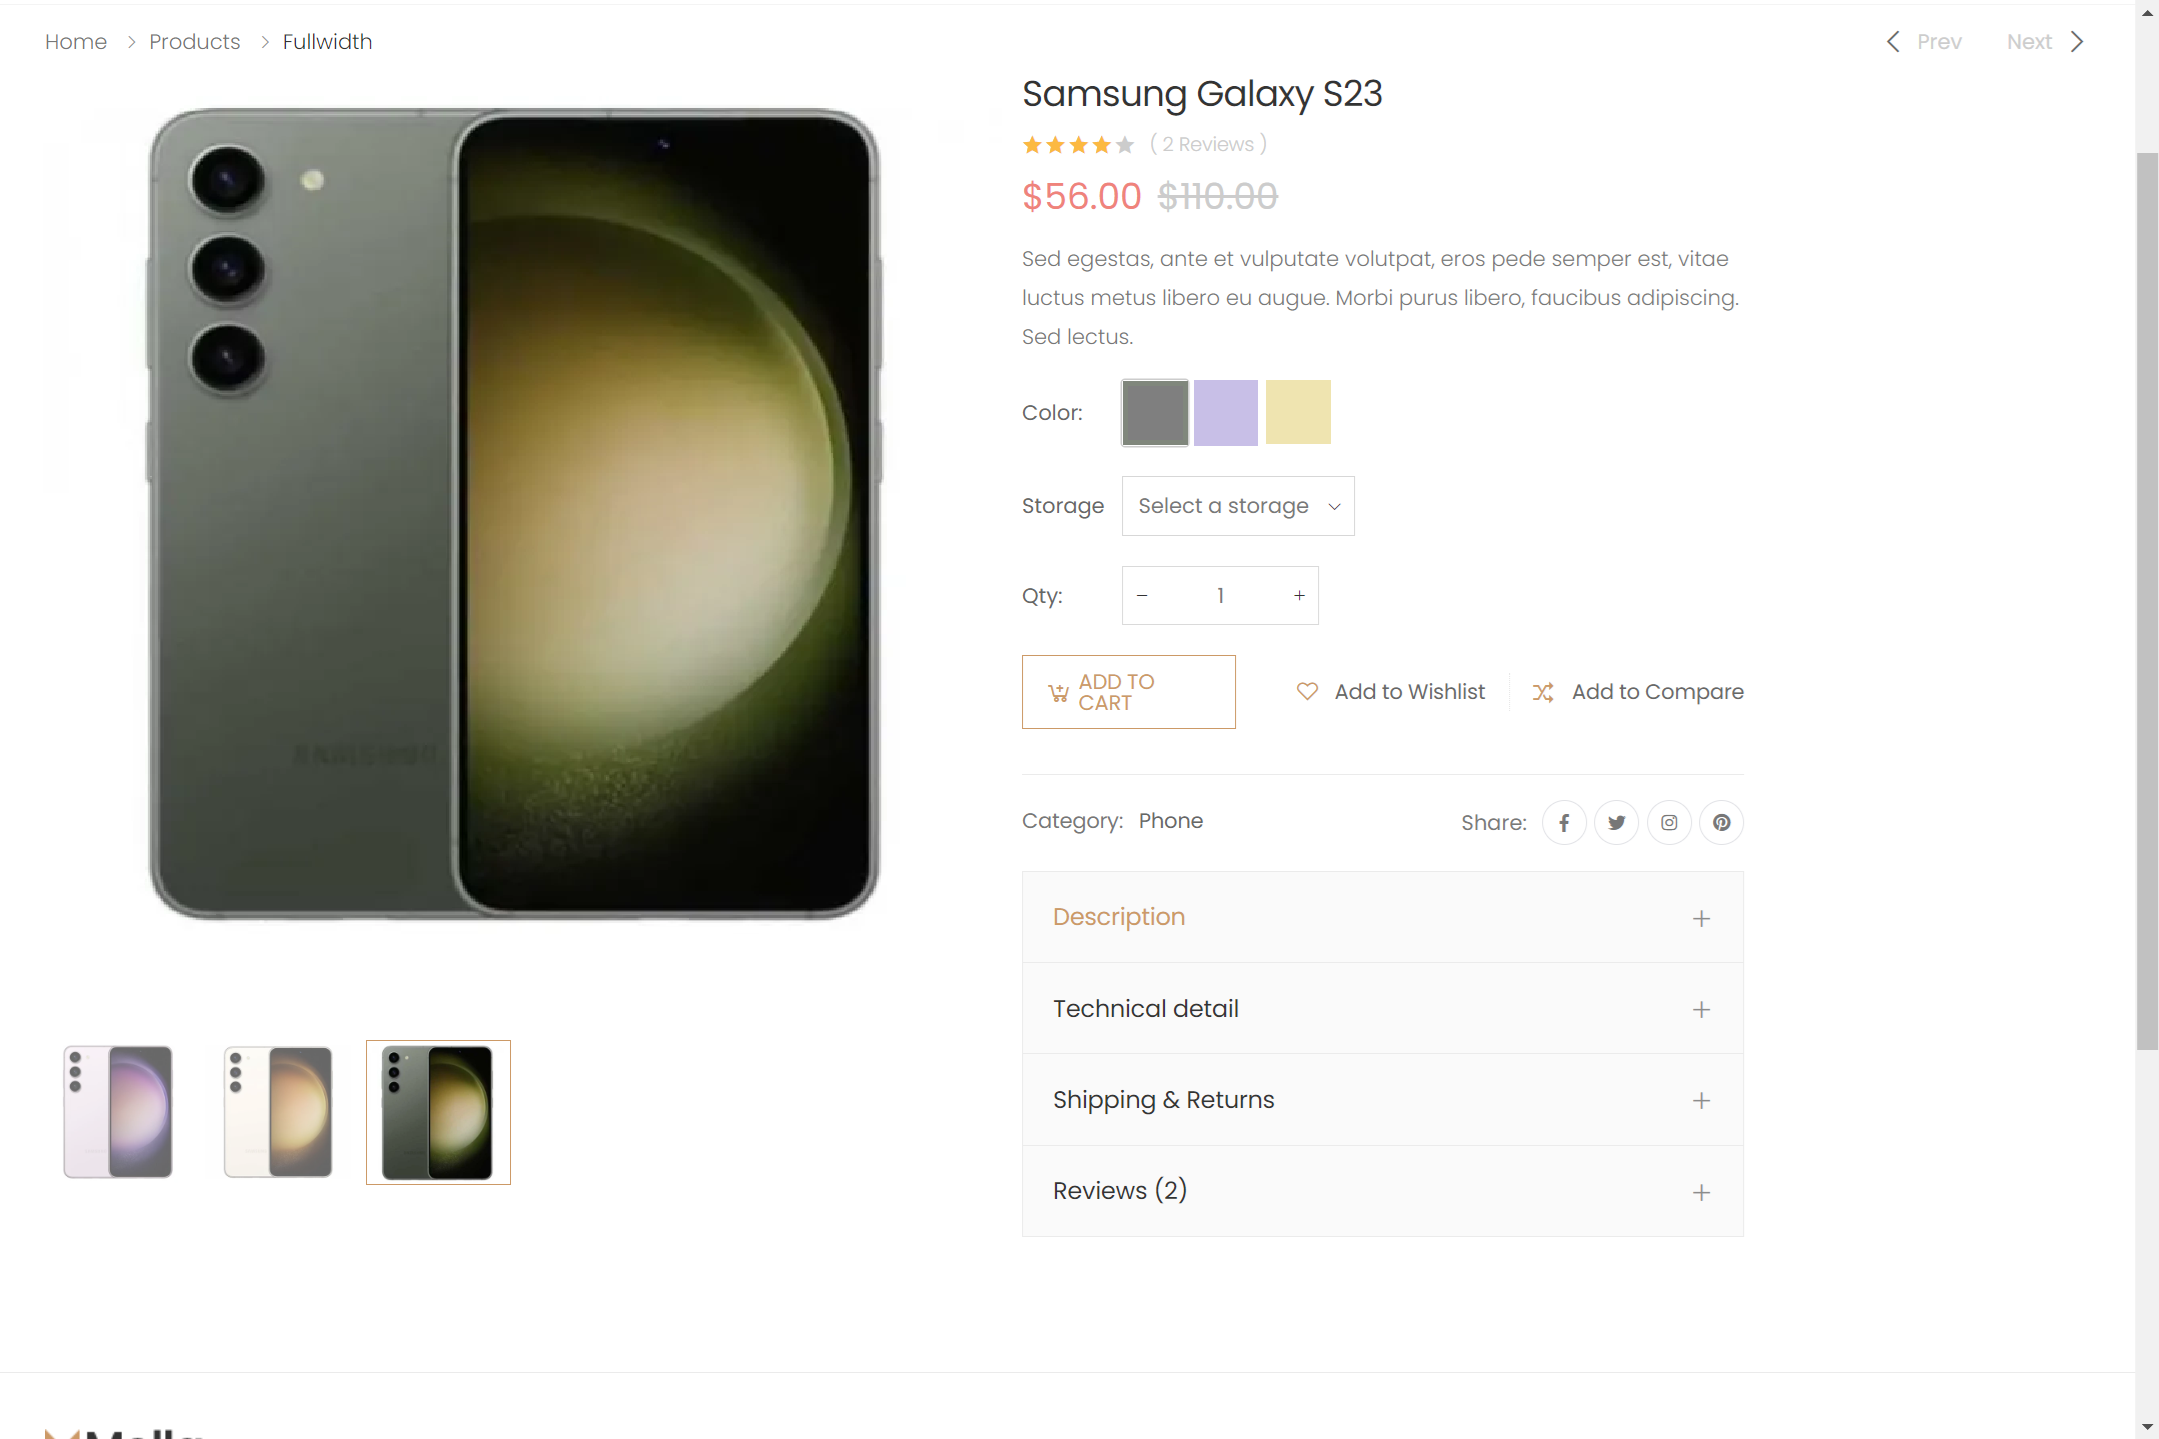 Home > Products > Fullwidth
Prev Next
Samsung Galaxy S23
( 2 Reviews )
$56.00 $110.00
Sed egestas, ante et vulputate volutpat, eros pede semper est, vitae
luctus metus libero eu augue. Morbi purus libero, faucibus adipiscing.
Sed lectus.
Color:
Storage Select a storage
Qty: − 1 +
ADD TO
CART
Add to Wishlist
Add to Compare
Category: Phone
Share:
Description +
Technical detail +
Shipping & Returns +
Reviews (2) +